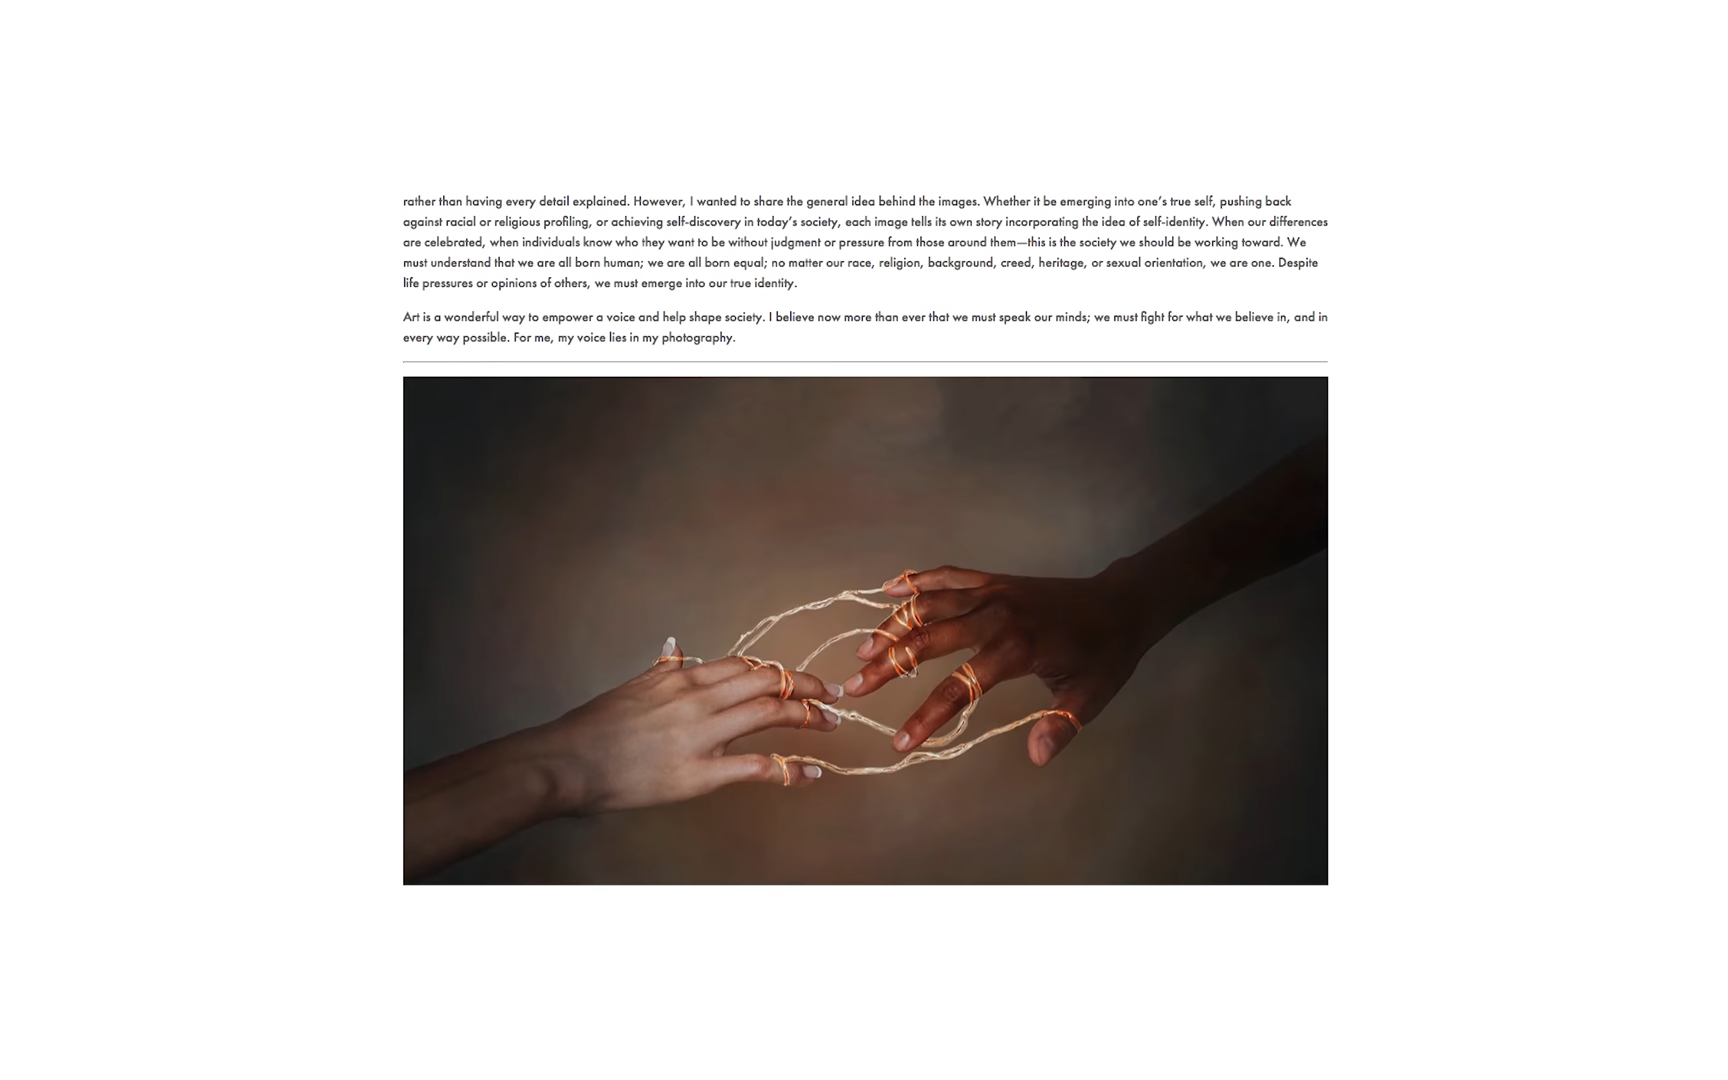 rather than having every detail explained. However, I wanted to share the general idea behind the images. Whether it be emerging into one’s true self, pushing back
against racial or religious profiling, or achieving self-discovery in today’s society, each image tells its own story incorporating the idea of self-identity. When our differences
are celebrated, when individuals know who they want to be without judgment or pressure from those around them—this is the society we should be working toward. We
must understand that we are all born human; we are all born equal; no matter our race, religion, background, creed, heritage, or sexual orientation, we are one. Despite
life pressures or opinions of others, we must emerge into our true identity.
Art is a wonderful way to empower a voice and help shape society. I believe now more than ever that we must speak our minds; we must fight for what we believe in, and in
every way possible. For me, my voice lies in my photography.